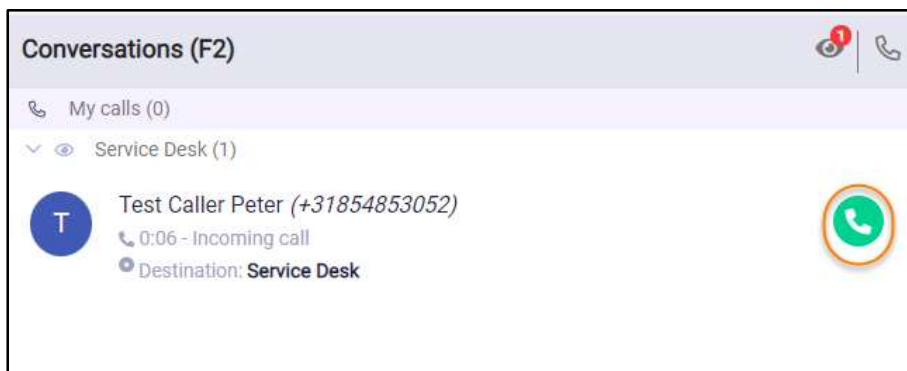 Conversations (F2)
1
My calls (0)
Service Desk (1)
T
Test Caller Peter (+31854853052)
0:06 - Incoming call
Destination: Service Desk